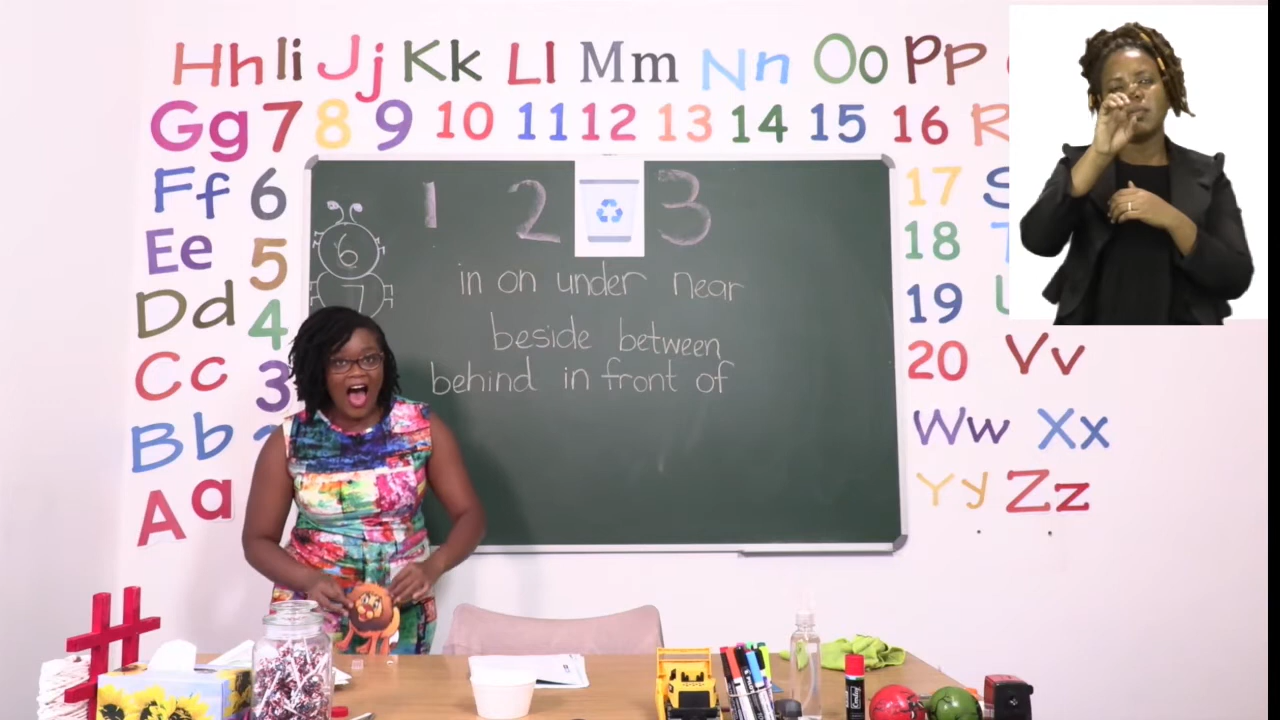 Hh Ii Jj Kk Ll Mm Nn Oo Pp
Gg 7 8 9 10 11 12 13 14 15 16 R
Ff 6
Ee 5
Dd 4
Cc 3
Bb
Aa
17
18
19
20 Vv
Ww Xx
Yy Zz
1 2 3
6
7
in on under near
beside between
behind in front of